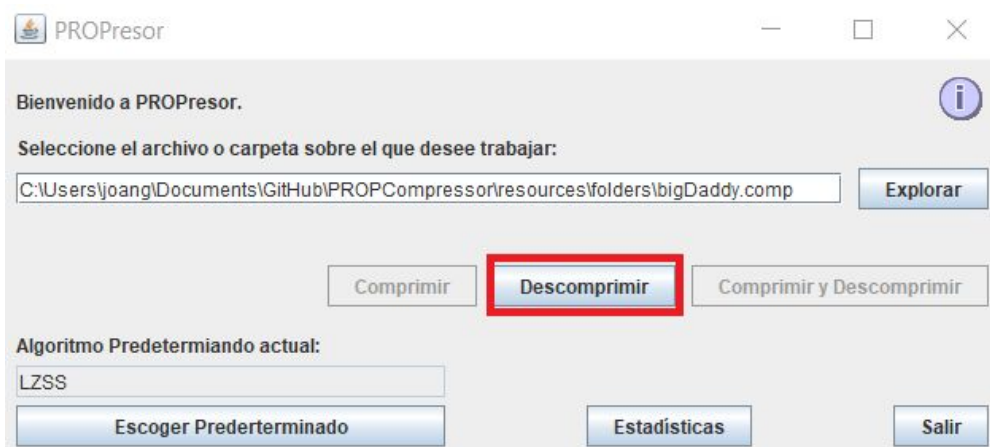 PROPresor
Bienvenido a PROPresor.
i
Seleccione el archivo o carpeta sobre el que desee trabajar:
C:\Users\joang\Documents\GitHub\PROPCompressor\resources\folders\bigDaddy.comp
Explorar
Comprimir
Descomprimir
Comprimir y Descomprimir
Algoritmo Predetermiando actual:
LZSS
Escoger Prederterminado
Estadísticas
Salir